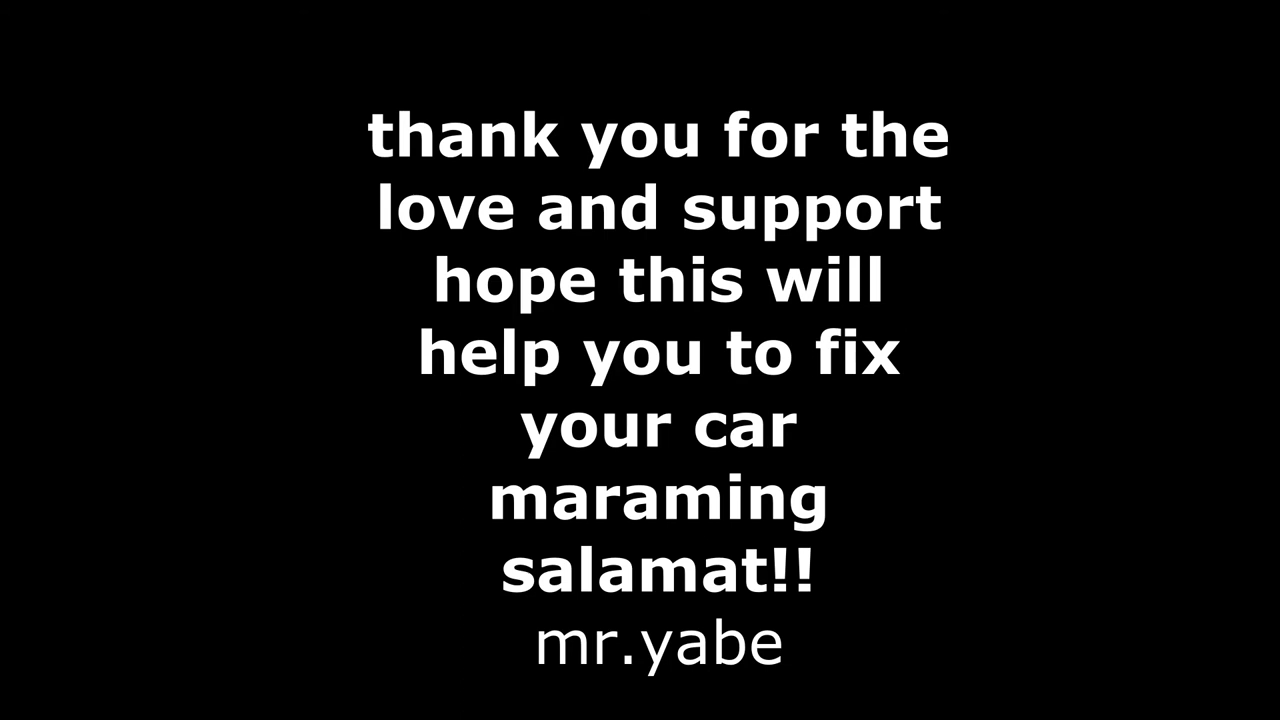 thank you for the
love and support
hope this will
help you to fix
your car
maraming
salamat!!
mr.yabe